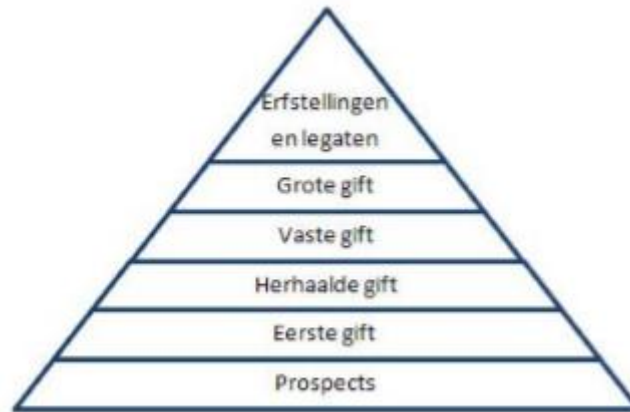 Erfstellingen
en legaten
Grote gift
Vaste gift
Herhaalde gift
Eerste gift
Prospects